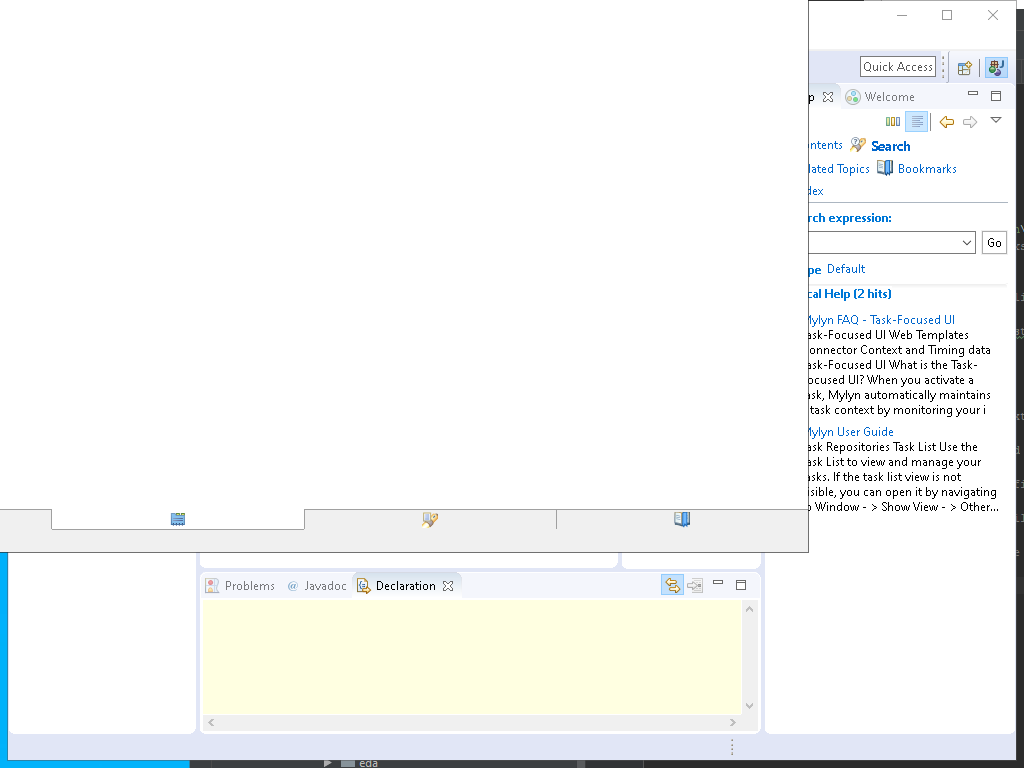 Quick Access
p Welcome
ntents Search
lated Topics Bookmarks
dex
rch expression:
Go
pe Default
cal Help (2 hits)
Mylyn FAQ - Task-Focused UI
ask-Focused UI Web Templates
onnector Context and Timing data
ask-Focused UI What is the Task-
ocused UI? When you activate a
ask, Mylyn automatically maintains
task context by monitoring your i
Mylyn User Guide
ask Repositories Task List Use the
ask List to view and manage your
asks. If the task list view is not
isible, you can open it by navigating
o Window - > Show View - > Other...
Problems @ Javadoc Declaration
eda